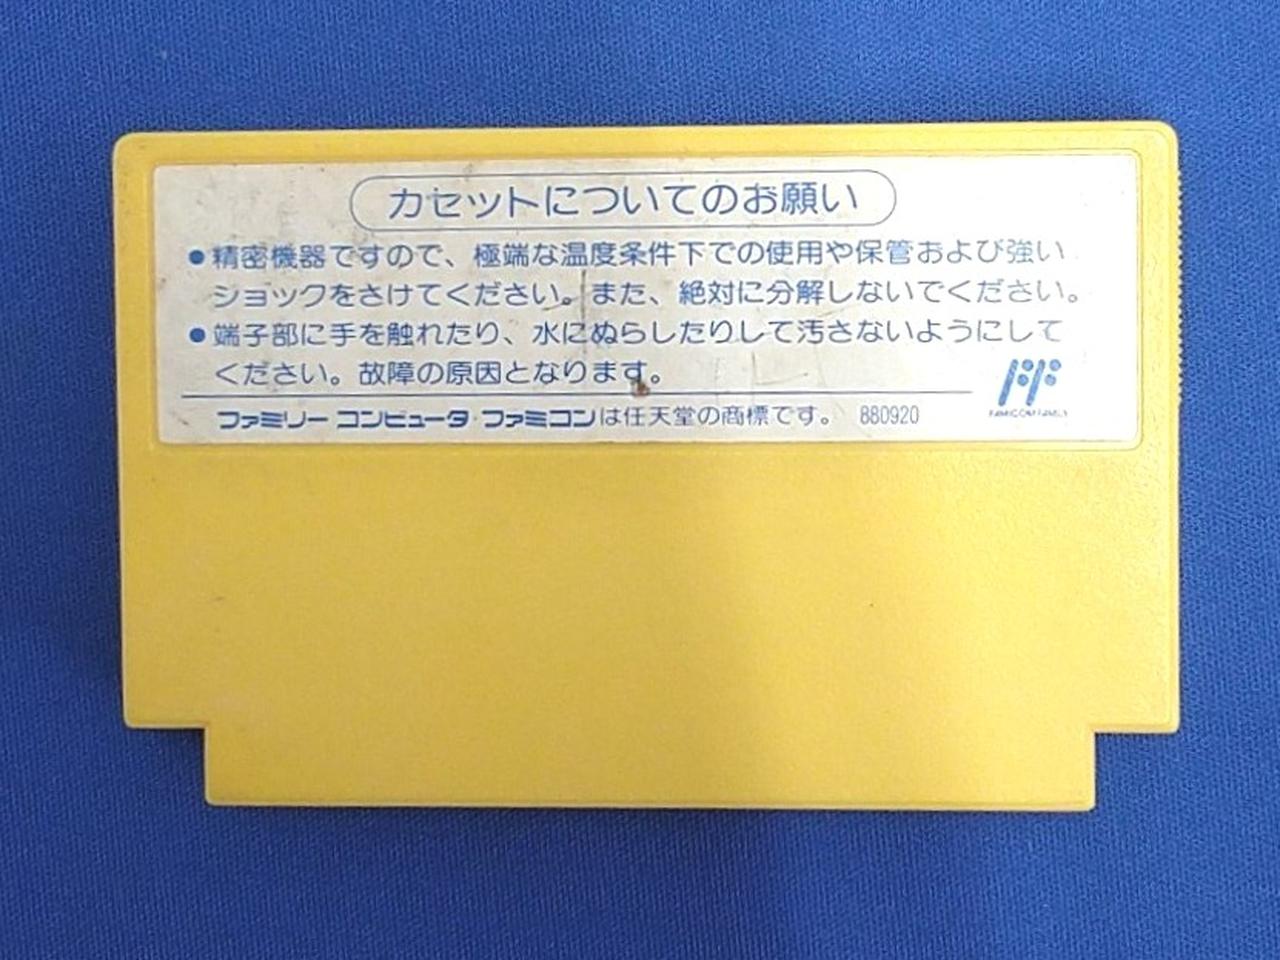 カセットについてのお願い
●精密機器ですので、極端な温度条件下での使用や保管および強い
ショックをさけてください。また、絶対に分解しないでください。
●端子部に手を触れたり、水にぬらしたりして汚さないようにして
ください。故障の原因となります。
FF
FAMICOM FAMILY
ファミリーコンピュータ・ファミコンは任天堂の商標です。 880920